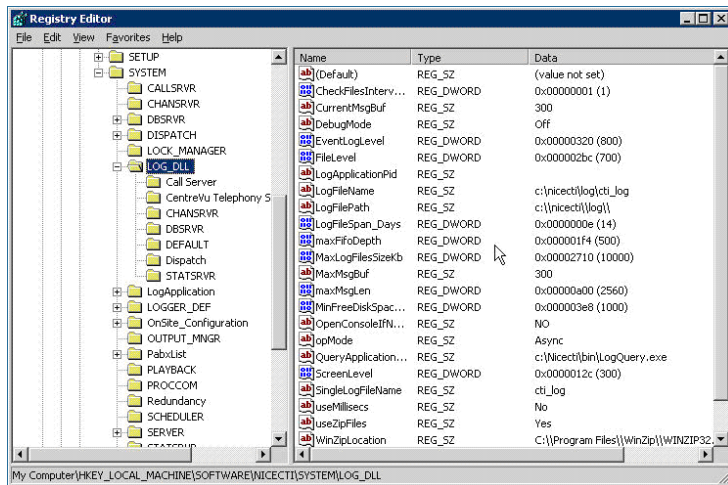 Registry Editor
File Edit View Favorites Help
SETUP
SYSTEM
CALLSRVR
CHANSRVR
DBSRVR
DISPATCH
LOCK_MANAGER
LOG_DLL
Call Server
CentreVu Telephony S
CHANSRVR
DBSRVR
DEFAULT
Dispatch
STATSRVR
LogApplication
LOGGER_DEF
OnSite_Configuration
OUTPUT_MNGR
PabxList
PLAYBACK
PROCCOM
Redundancy
SCHEDULER
SERVER
Name Type Data
(Default) REG_SZ (value not set)
CheckFilesInterv... REG_DWORD 0x00000001 (1)
CurrentMsgBuf REG_SZ 300
DebugMode REG_SZ Off
EventLogLevel REG_DWORD 0x00000320 (800)
FileLevel REG_DWORD 0x000002bc (700)
LogApplicationPid REG_SZ
LogFileName REG_SZ c:\nicecti\log\cti_log
LogFilePath REG_SZ c:\\nicecti\\log\\
LogFileSpan_Days REG_DWORD 0x0000000e (14)
maxFifoDepth REG_DWORD 0x000001f4 (500)
MaxLogFilesSizeKb REG_DWORD 0x00002710 (10000)
MaxMsgBuf REG_SZ 300
maxMsgLen REG_DWORD 0x00000a00 (2560)
MinFreeDiskSpac... REG_DWORD 0x000003e8 (1000)
OpenConsoleIfN... REG_SZ NO
opMode REG_SZ Async
QueryApplication... REG_SZ c:\Nicecti\bin\LogQuery.exe
ScreenLevel REG_DWORD 0x0000012c (300)
SingleLogFileName REG_SZ cti_log
useMillisecs REG_SZ No
useZipFiles REG_SZ Yes
WinZipLocation REG_SZ C:\\Program Files\\WinZip\\WINZIP32.
My Computer\HKEY_LOCAL_MACHINE\SOFTWARE\NICECTI\SYSTEM\LOG_DLL